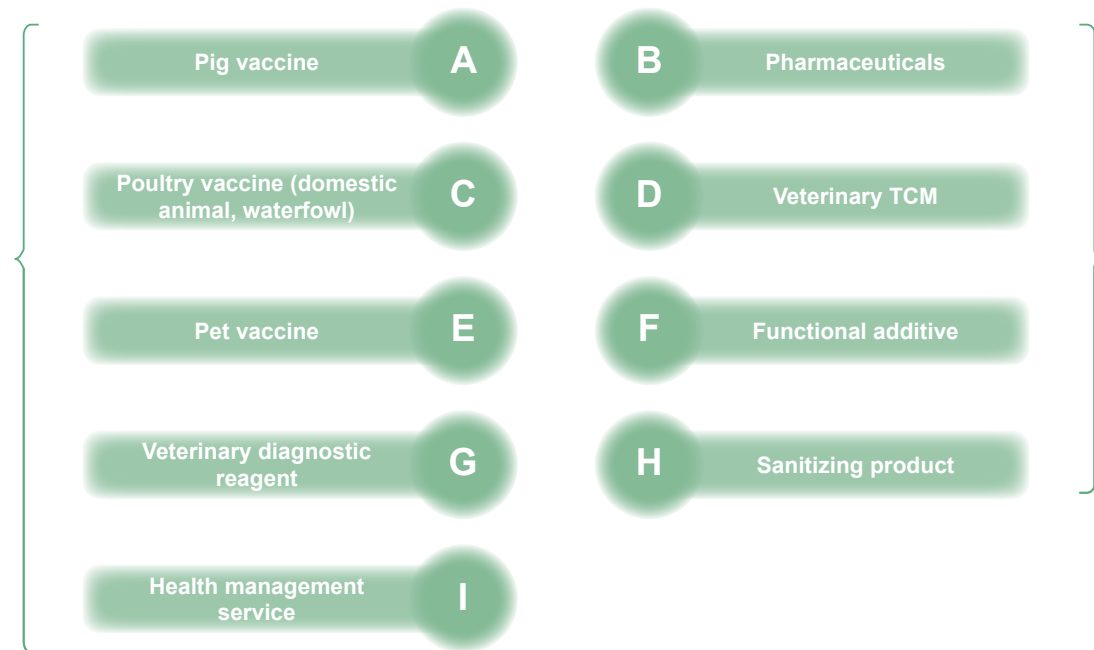 Pig vaccine
A
B
Pharmaceuticals
Poultry vaccine (domestic
animal, waterfowl)
C
D
Veterinary TCM
Pet vaccine
E
F
Functional additive
Veterinary diagnostic
reagent
G
H
Sanitizing product
Health management
service
I